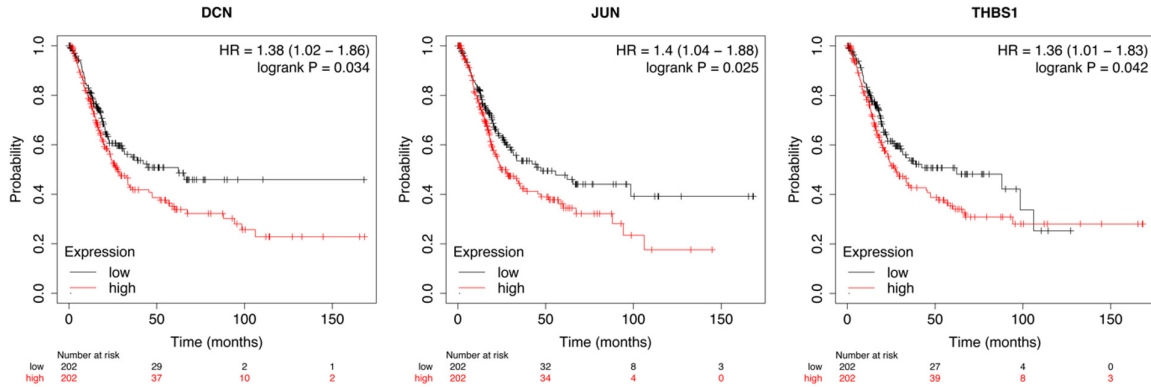 DCN
HR = 1.38 (1.02 − 1.86)
logrank P = 0.034
Probability
1.0
0.8
0.6
0.4
0.2
0.0
Expression
low
high
0 50 100 150
Time (months)
Number at risk
low 202 29 2 1
high 202 37 10 2
JUN
HR = 1.4 (1.04 − 1.88)
logrank P = 0.025
Probability
1.0
0.8
0.6
0.4
0.2
0.0
Expression
low
high
0 50 100 150
Time (months)
Number at risk
low 202 32 8 3
high 202 34 4 0
THBS1
HR = 1.36 (1.01 − 1.83)
logrank P = 0.042
Probability
1.0
0.8
0.6
0.4
0.2
0.0
Expression
low
high
0 50 100 150
Time (months)
Number at risk
low 202 27 4 0
high 202 39 8 3